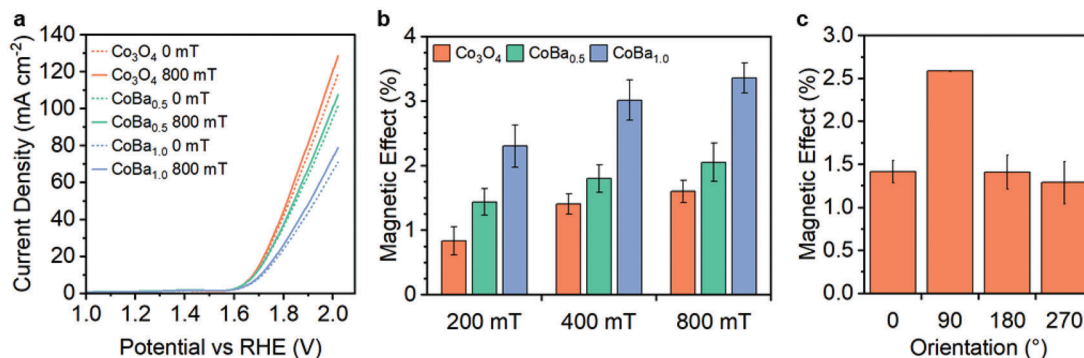 a
Current Density (mA cm⁻²)
140
120
100
80
60
40
20
0
Co₃O₄ 0 mT
Co₃O₄ 800 mT
CoBa₀.₅ 0 mT
CoBa₀.₅ 800 mT
CoBa₁.₀ 0 mT
CoBa₁.₀ 800 mT
1.0 1.2 1.4 1.6 1.8 2.0
Potential vs RHE (V)
b
Magnetic Effect (%)
4
3
2
1
0
Co₃O₄ CoBa₀.₅ CoBa₁.₀
200 mT 400 mT 800 mT
c
Magnetic Effect (%)
3.0
2.5
2.0
1.5
1.0
0.5
0.0
0 90 180 270
Orientation (°)